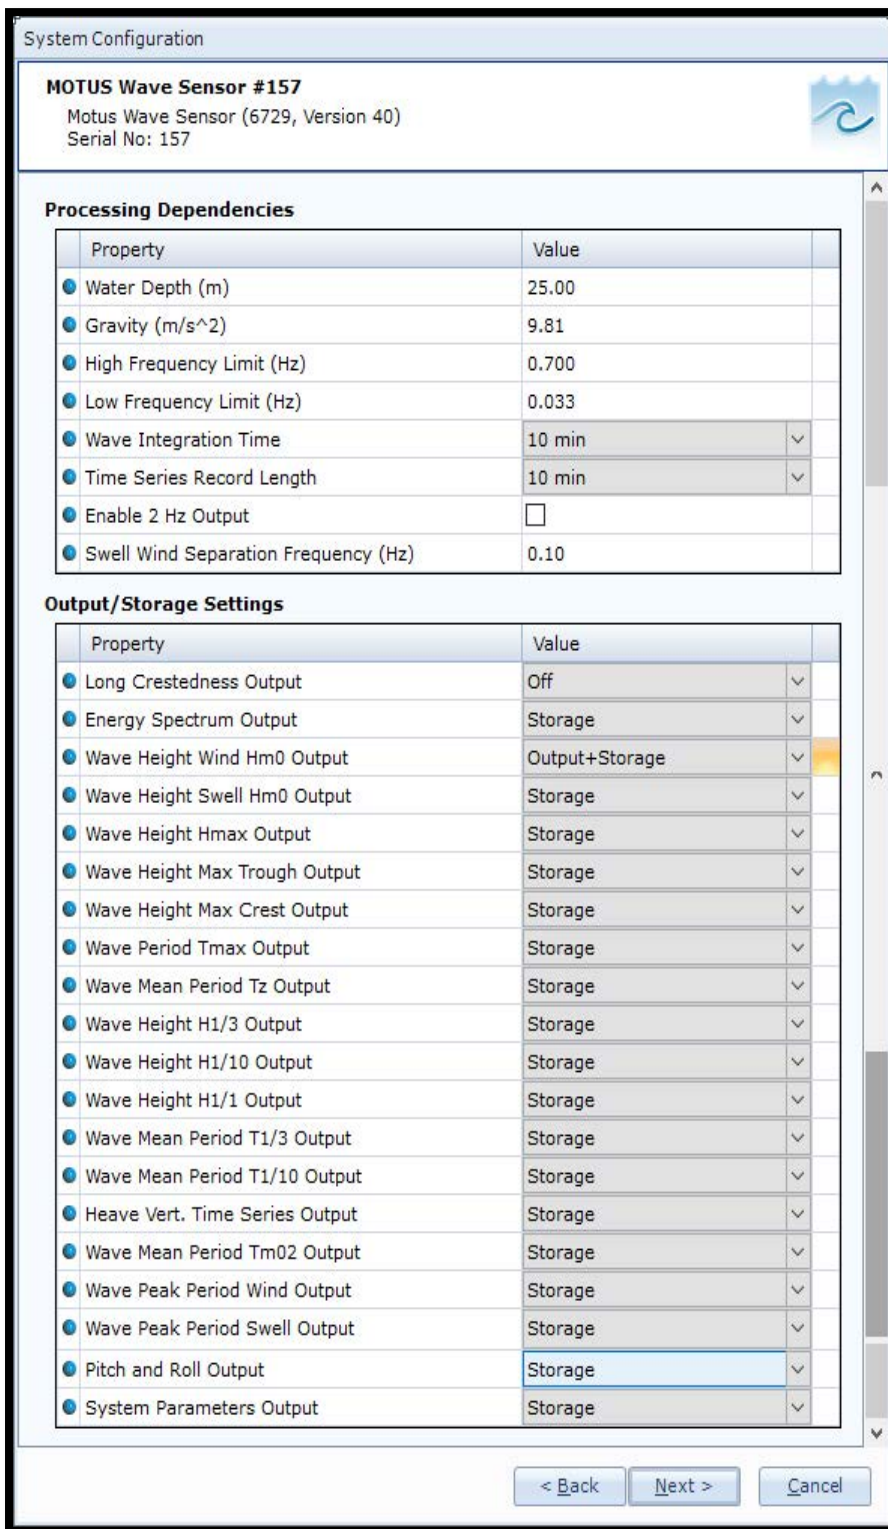 System Configuration
MOTUS Wave Sensor #157
Motus Wave Sensor (6729, Version 40)
Serial No: 157
Processing Dependencies
Property Value
Water Depth (m) 25.00
Gravity (m/s^2) 9.81
High Frequency Limit (Hz) 0.700
Low Frequency Limit (Hz) 0.033
Wave Integration Time 10 min
Time Series Record Length 10 min
Enable 2 Hz Output
Swell Wind Separation Frequency (Hz) 0.10
Output/Storage Settings
Property Value
Long Crestedness Output Off
Energy Spectrum Output Storage
Wave Height Wind Hm0 Output Output+Storage
Wave Height Swell Hm0 Output Storage
Wave Height Hmax Output Storage
Wave Height Max Trough Output Storage
Wave Height Max Crest Output Storage
Wave Period Tmax Output Storage
Wave Mean Period Tz Output Storage
Wave Height H1/3 Output Storage
Wave Height H1/10 Output Storage
Wave Height H1/1 Output Storage
Wave Mean Period T1/3 Output Storage
Wave Mean Period T1/10 Output Storage
Heave Vert. Time Series Output Storage
Wave Mean Period Tm02 Output Storage
Wave Peak Period Wind Output Storage
Wave Peak Period Swell Output Storage
Pitch and Roll Output Storage
System Parameters Output Storage
< Back Next > Cancel